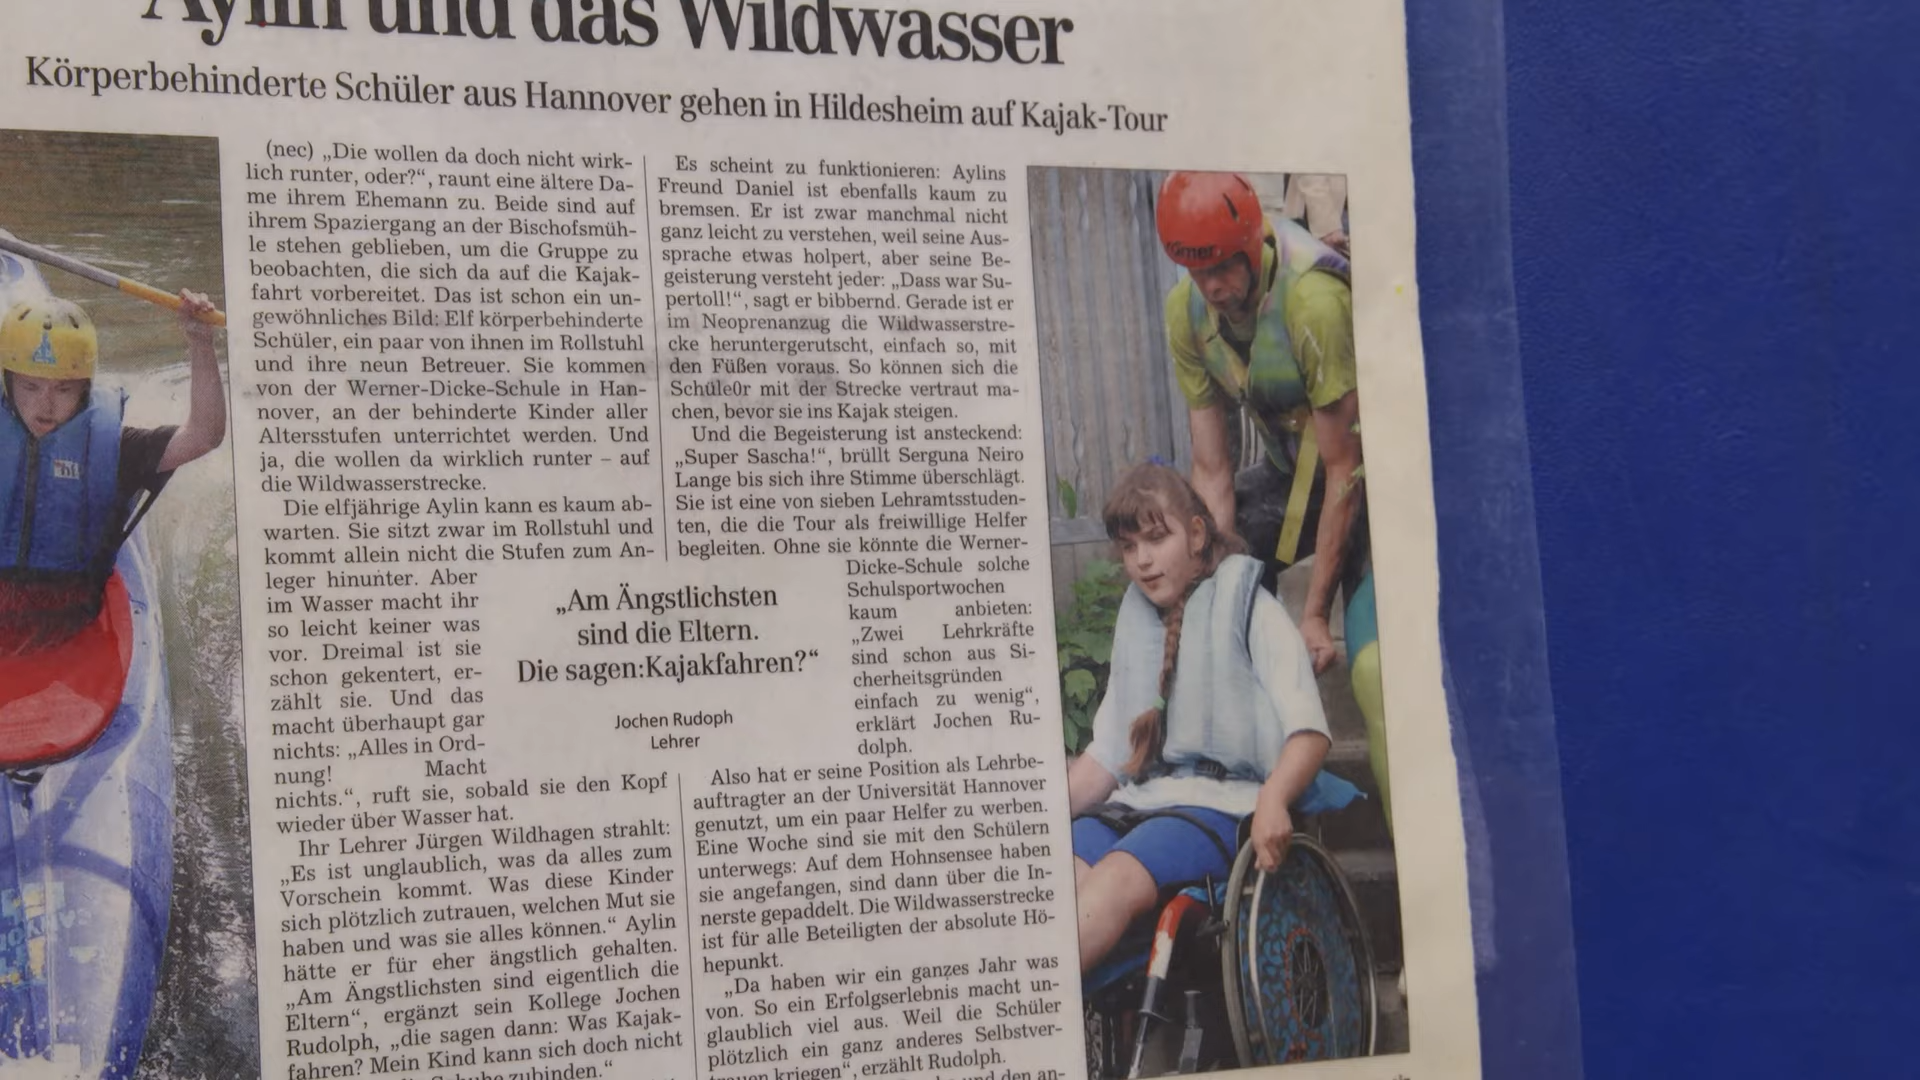 Aylin und das Wildwasser
Körperbehinderte Schüler aus Hannover gehen in Hildesheim auf Kajak-Tour
(nec) „Die wollen da doch nicht wirk-
lich runter, oder?“, raunt eine ältere Da-
me ihrem Ehemann zu. Beide sind auf
ihrem Spaziergang an der Bischofsmüh-
le stehen geblieben, um die Gruppe zu
beobachten, die sich da auf die Kajak-
fahrt vorbereitet. Das ist schon ein un-
gewöhnliches Bild: Elf körperbehinderte
Schüler, ein paar von ihnen im Rollstuhl
und ihre neun Betreuer. Sie kommen
von der Werner-Dicke-Schule in Han-
nover, an der behinderte Kinder aller
Altersstufen unterrichtet werden. Und
ja, die wollen da wirklich runter – auf
die Wildwasserstrecke.
Die elfjährige Aylin kann es kaum ab-
warten. Sie sitzt zwar im Rollstuhl und
kommt allein nicht die Stufen zum An-
leger hinunter. Aber
im Wasser macht ihr
so leicht keiner was
vor. Dreimal ist sie
schon gekentert, er-
zählt sie. Und das
macht überhaupt gar
nichts: „Alles in Ord-
nung! Macht
nichts.“, ruft sie, sobald sie den Kopf
wieder über Wasser hat.
Ihr Lehrer Jürgen Wildhagen strahlt:
„Es ist unglaublich, was da alles zum
Vorschein kommt. Was diese Kinder
sich plötzlich zutrauen, welchen Mut sie
haben und was sie alles können.“ Aylin
hätte er für eher ängstlich gehalten.
„Am Ängstlichsten sind eigentlich die
Eltern“, ergänzt sein Kollege Jochen
Rudolph, „die sagen dann: Was Kajak-
fahren? Mein Kind kann sich doch nicht
zubinden.“
„Am Ängstlichsten
sind die Eltern.
Die sagen:Kajakfahren?“
Jochen Rudoph
Lehrer
Es scheint zu funktionieren: Aylins
Freund Daniel ist ebenfalls kaum zu
bremsen. Er ist zwar manchmal nicht
ganz leicht zu verstehen, weil seine Aus-
sprache etwas holpert, aber seine Be-
geisterung versteht jeder: „Dass war Su-
pertoll!“, sagt er bibbernd. Gerade ist er
im Neoprenanzug die Wildwasserstre-
cke heruntergerutscht, einfach so, mit
den Füßen voraus. So können sich die
Schüle0r mit der Strecke vertraut ma-
chen, bevor sie ins Kajak steigen.
Und die Begeisterung ist ansteckend:
„Super Sascha!“, brüllt Serguna Neiro
Lange bis sich ihre Stimme überschlägt.
Sie ist eine von sieben Lehramtsstuden-
ten, die die Tour als freiwillige Helfer
begleiten. Ohne sie könnte die Werner-
Dicke-Schule solche
Schulsportwochen
kaum anbieten:
„Zwei Lehrkräfte
sind schon aus Si-
cherheitsgründen
einfach zu wenig“,
erklärt Jochen Ru-
dolph.
Also hat er seine Position als Lehrbe-
auftragter an der Universität Hannover
genutzt, um ein paar Helfer zu werben.
Eine Woche sind sie mit den Schülern
unterwegs: Auf dem Hohnsensee haben
sie angefangen, sind dann über die In-
nerste gepaddelt. Die Wildwasserstrecke
ist für alle Beteiligten der absolute Hö-
hepunkt.
„Da haben wir ein ganzes Jahr was
von. So ein Erfolgserlebnis macht un-
glaublich viel aus. Weil die Schüler
plötzlich ein ganz anderes Selbstver-
trauen kriegen“, erzählt Rudolph.
und den an-